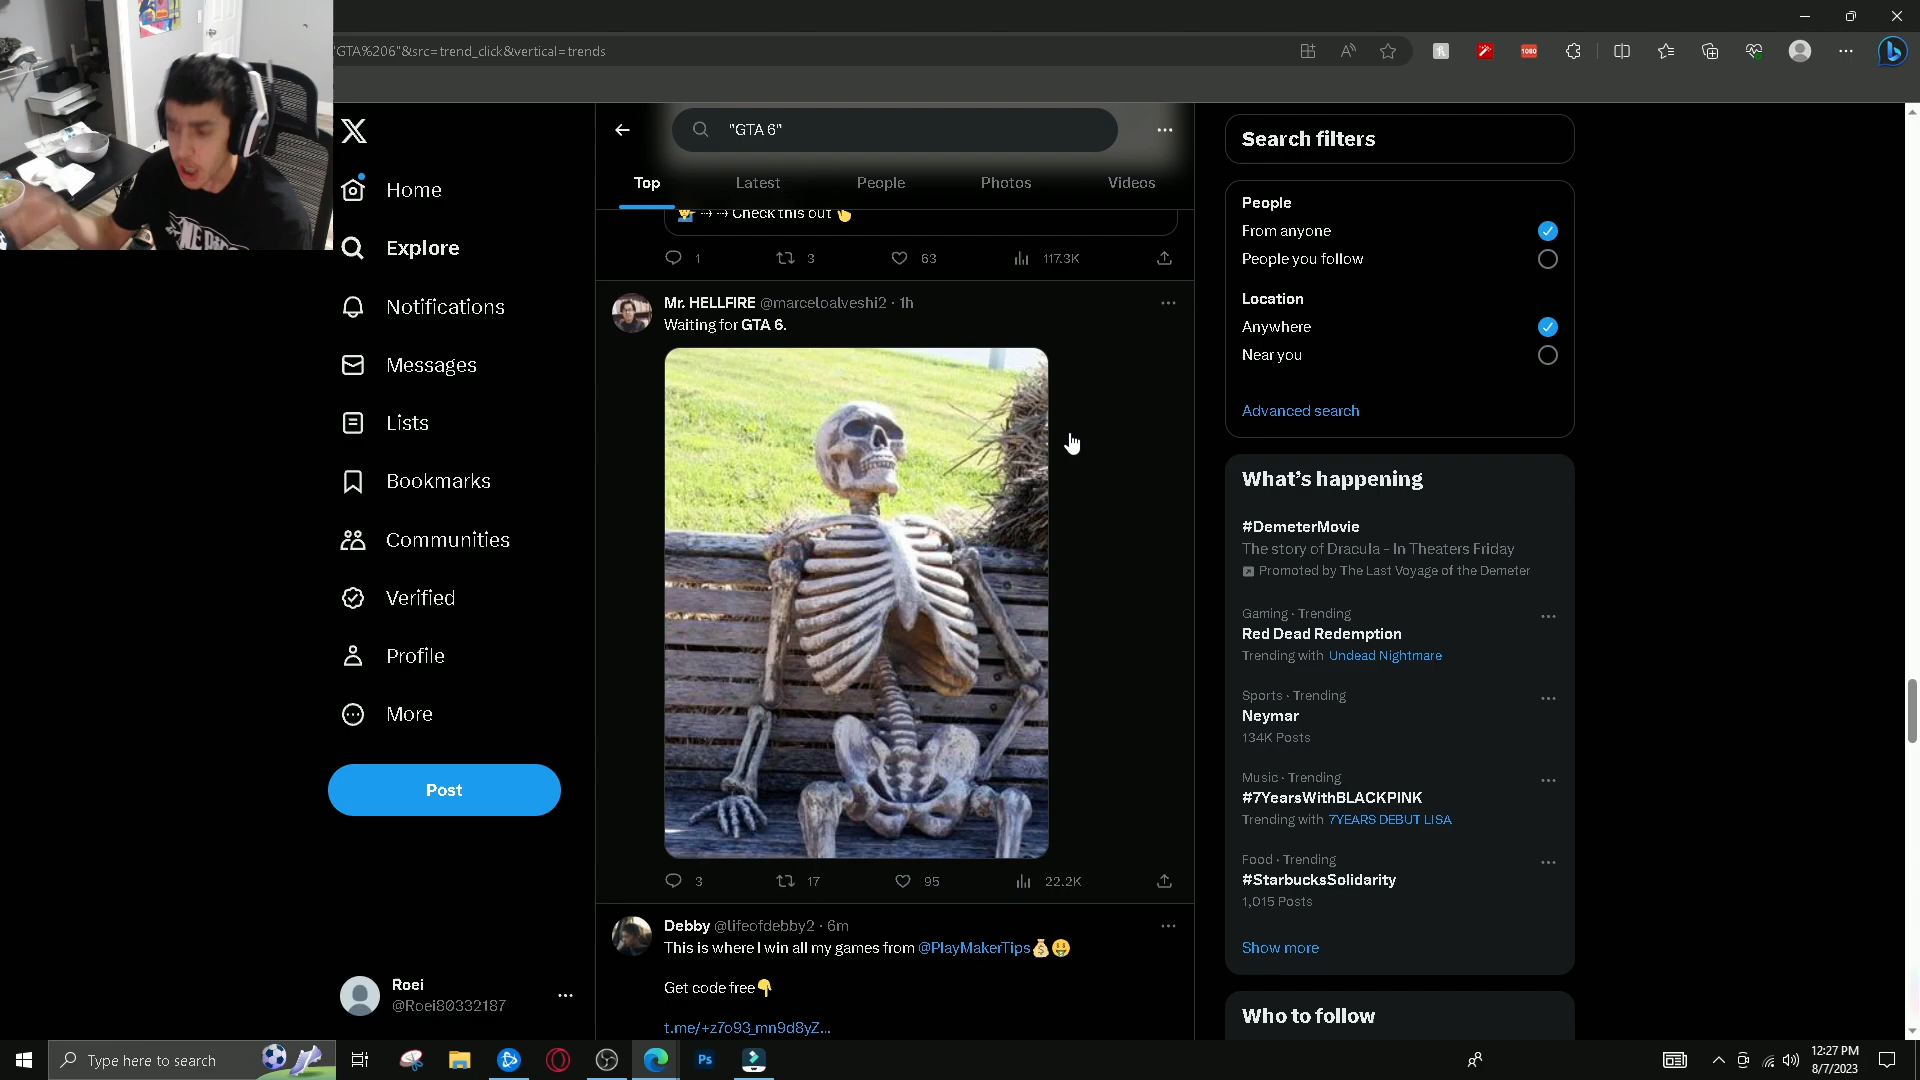 "GTA%206"&src=trend_click&vertical=trends
1080
Home
Explore
Notifications
Messages
Lists
Bookmarks
Communities
Verified
Profile
More
Post
Roei
@Roei80332187
"GTA 6"
Top Latest People Photos Videos
🤷‍♂️ ⇢ ⇢ Check this out 👆
1 3 63 117.3K
Mr. HELLFIRE @marceloalveshi2 · 1h
Waiting for GTA 6.
3 17 95 22.2K
Debby @lifeofdebby2 · 6m
This is where I win all my games from @PlayMakerTips💰🤑
Get code free👇
t.me/+z7o93_mn9d8yZ...
Search filters
People
From anyone
People you follow
Location
Anywhere
Near you
Advanced search
What's happening
#DemeterMovie
The story of Dracula - In Theaters Friday
Promoted by The Last Voyage of the Demeter
Gaming · Trending
Red Dead Redemption
Trending with Undead Nightmare
Sports · Trending
Neymar
134K Posts
Music · Trending
#7YearsWithBLACKPINK
Trending with 7YEARS DEBUT LISA
Food · Trending
#StarbucksSolidarity
1,015 Posts
Show more
Who to follow
Type here to search
Ps
12:27 PM
8/7/2023